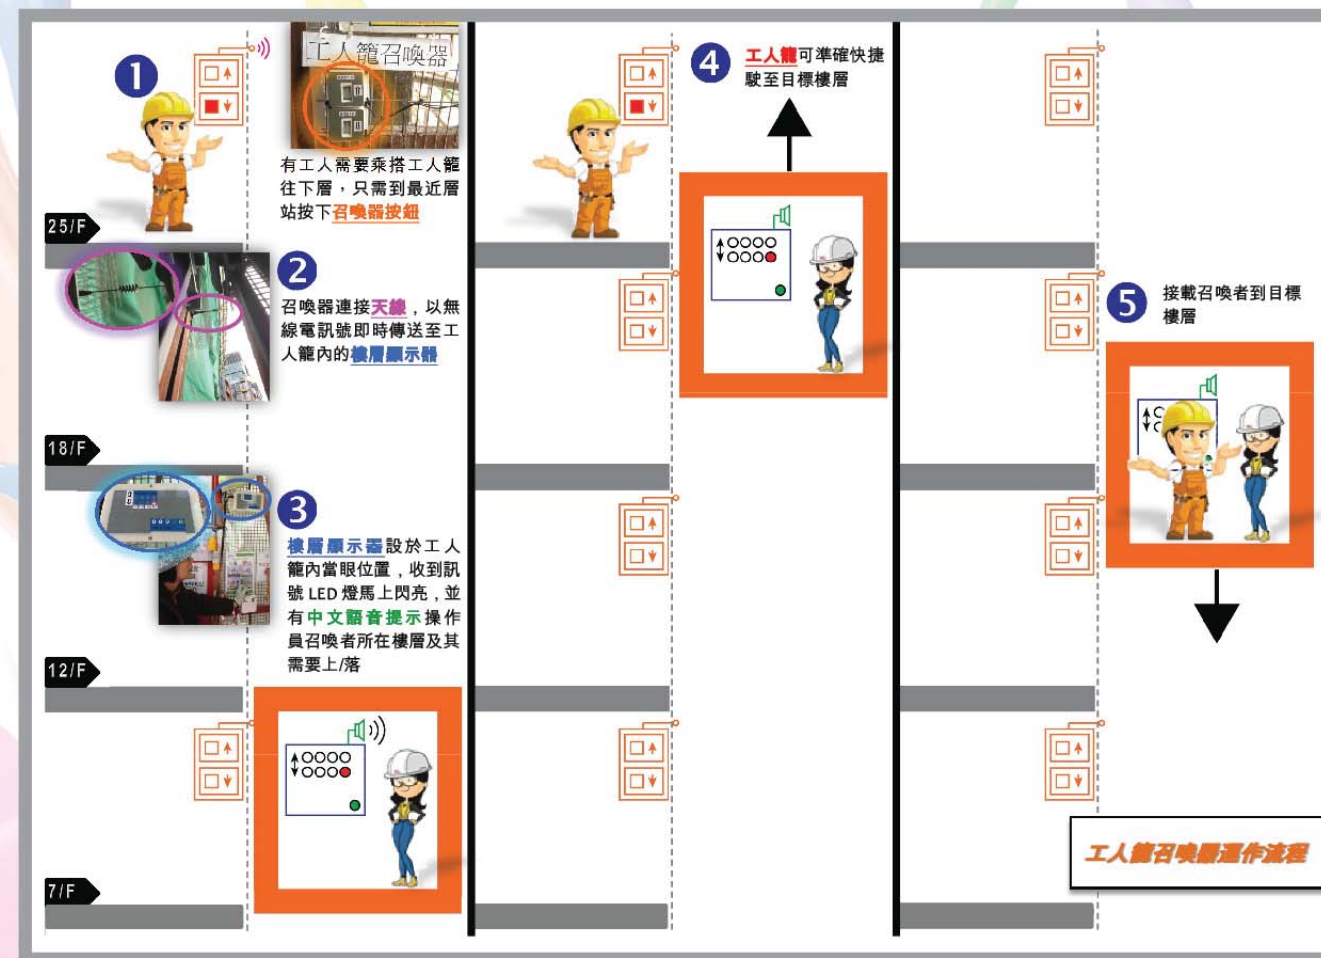 1
工人籠召喚器
有工人需要乘搭工人籠
往下層，只需到最近層
站按下召喚器按鈕
25/F
2
召喚器連接天線，以無
線電訊號即時傳送至工
人籠內的樓層顯示器
18/F
3
樓層顯示器設於工人
籠內當眼位置，收到訊
號 LED 燈馬上閃亮，並
有中文語音提示操作
員召喚者所在樓層及其
需要上/落
12/F
7/F
4
工人籠可準確快捷
駛至目標樓層
5
接載召喚者到目標
樓層
工人籠召喚器運作流程